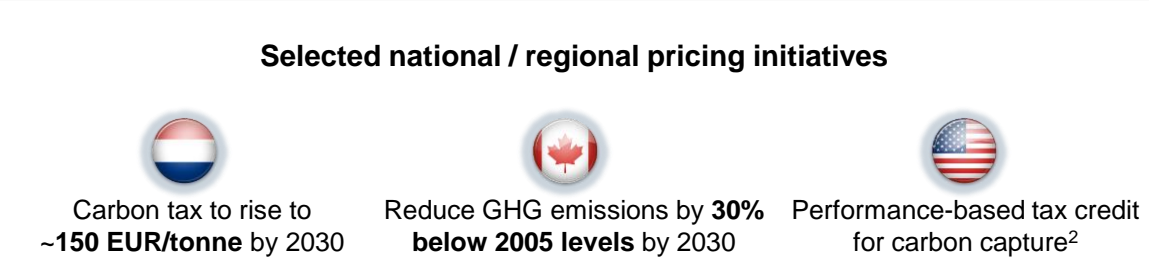 Selected national / regional pricing initiatives
Carbon tax to rise to
~150 EUR/tonne by 2030
Reduce GHG emissions by 30%
below 2005 levels by 2030
Performance-based tax credit
for carbon capture²